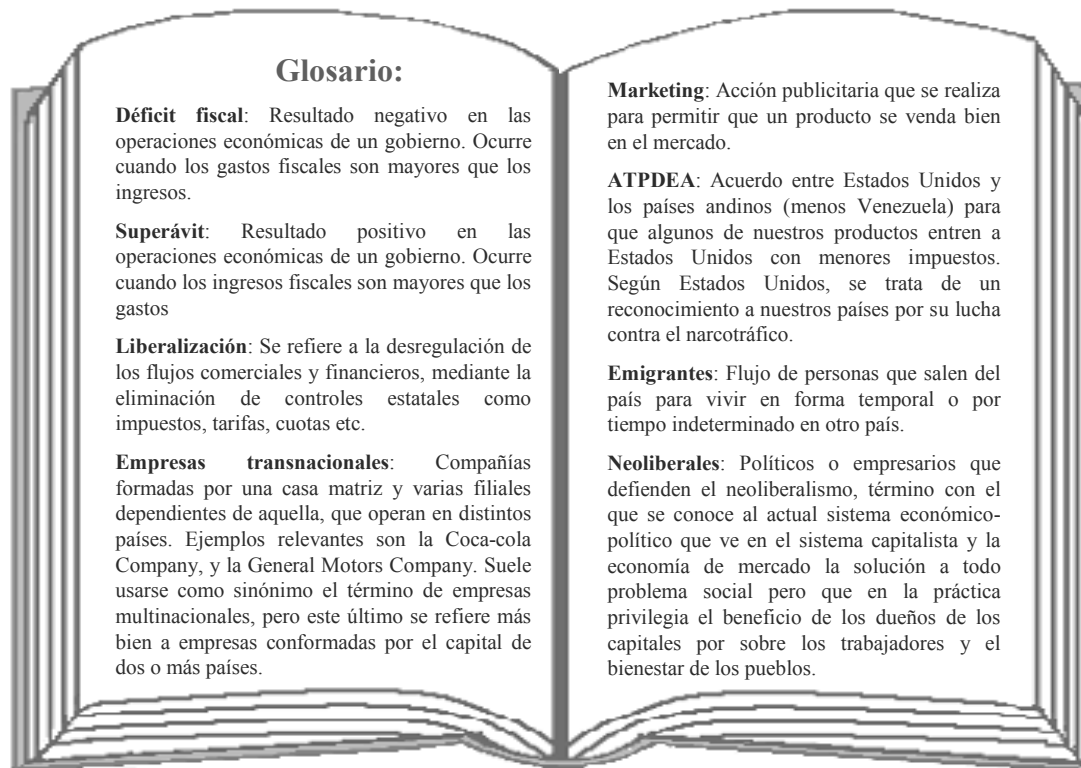 Glosario:
Déficit fiscal: Resultado negativo en las
operaciones económicas de un gobierno. Ocurre
cuando los gastos fiscales son mayores que los
ingresos.
Superávit: Resultado positivo en las
operaciones económicas de un gobierno. Ocurre
cuando los ingresos fiscales son mayores que los
gastos
Liberalización: Se refiere a la desregulación de
los flujos comerciales y financieros, mediante la
eliminación de controles estatales como
impuestos, tarifas, cuotas etc.
Empresas transnacionales: Compañías
formadas por una casa matriz y varias filiales
dependientes de aquella, que operan en distintos
países. Ejemplos relevantes son la Coca-cola
Company, y la General Motors Company. Suele
usarse como sinónimo el término de empresas
multinacionales, pero este último se refiere más
bien a empresas conformadas por el capital de
dos o más países.
Marketing: Acción publicitaria que se realiza
para permitir que un producto se venda bien
en el mercado.
ATPDEA: Acuerdo entre Estados Unidos y
los países andinos (menos Venezuela) para
que algunos de nuestros productos entren a
Estados Unidos con menores impuestos.
Según Estados Unidos, se trata de un
reconocimiento a nuestros países por su lucha
contra el narcotráfico.
Emigrantes: Flujo de personas que salen del
país para vivir en forma temporal o por
tiempo indeterminado en otro país.
Neoliberales: Políticos o empresarios que
defienden el neoliberalismo, término con el
que se conoce al actual sistema económico-
político que ve en el sistema capitalista y la
economía de mercado la solución a todo
problema social pero que en la práctica
privilegia el beneficio de los dueños de los
capitales por sobre los trabajadores y el
bienestar de los pueblos.